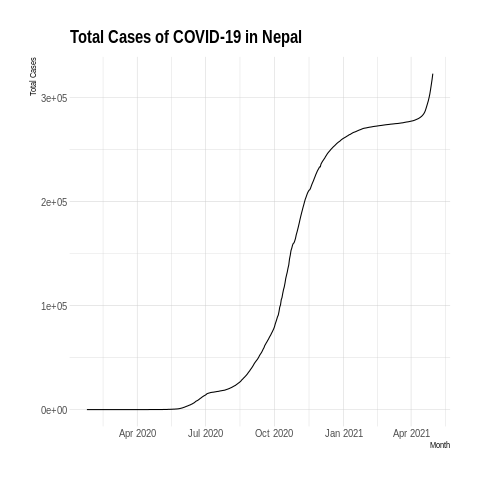 Total Cases of COVID-19 in Nepal
Total Cases
3e+05
2e+05
1e+05
0e+00
Apr 2020 Jul 2020 Oct 2020 Jan 2021 Apr 2021
Month